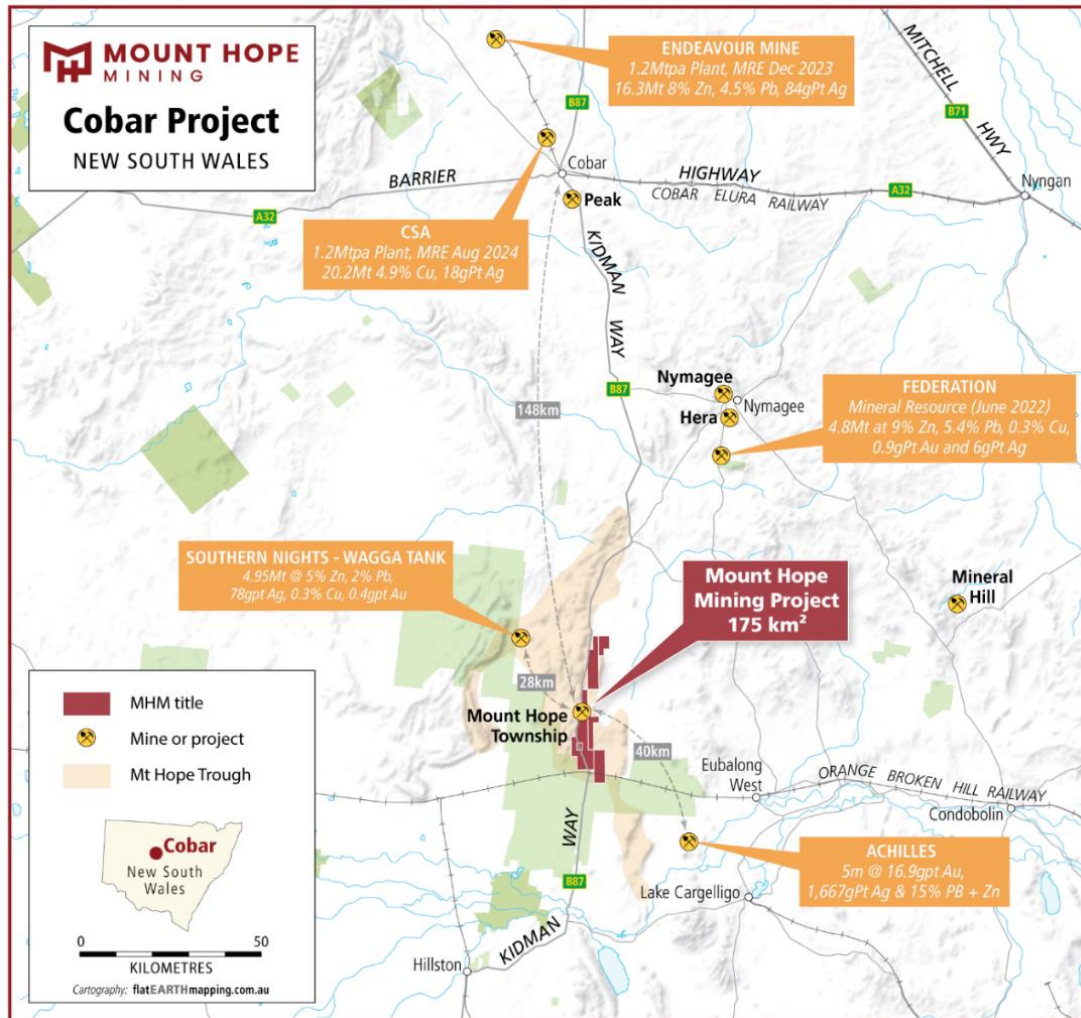 MOUNT HOPE
MINING
Cobar Project
NEW SOUTH WALES
ENDEAVOUR MINE
1.2Mtpa Plant, MRE Dec 2023
16.3Mt 8% Zn, 4.5% Pb, 84gPt Ag
B87
MITCHELL
HWY
B71
Cobar
BARRIER
HIGHWAY
COBAR ELURA RAILWAY
A32
A32
Nyngan
Peak
CSA
1.2Mtpa Plant, MRE Aug 2024
20.2Mt 4.9% Cu, 18gPt Ag
KIDMAN
WAY
B87
148km
Nymagee
Nymagee
Hera
FEDERATION
Mineral Resource (June 2022)
4.8Mt at 9% Zn, 5.4% Pb, 0.3% Cu,
0.9gPt Au and 6gPt Ag
SOUTHERN NIGHTS - WAGGA TANK
4.95Mt @ 5% Zn, 2% Pb,
78gpt Ag, 0.3% Cu, 0.4gpt Au
Mount Hope
Mining Project
175 km²
Mineral
Hill
28km
Mount Hope
Township
40km
Eubalong
West
ORANGE BROKEN HILL RAILWAY
Condobolin
WAY
B87
KIDMAN
ACHILLES
5m @ 16.9gpt Au,
1,667gPt Ag & 15% PB + Zn
Lake Cargelligo
Hillston
MHM title
Mine or project
Mt Hope Trough
Cobar
New South
Wales
0
50
KILOMETRES
Cartography: flatEARTHmapping.com.au